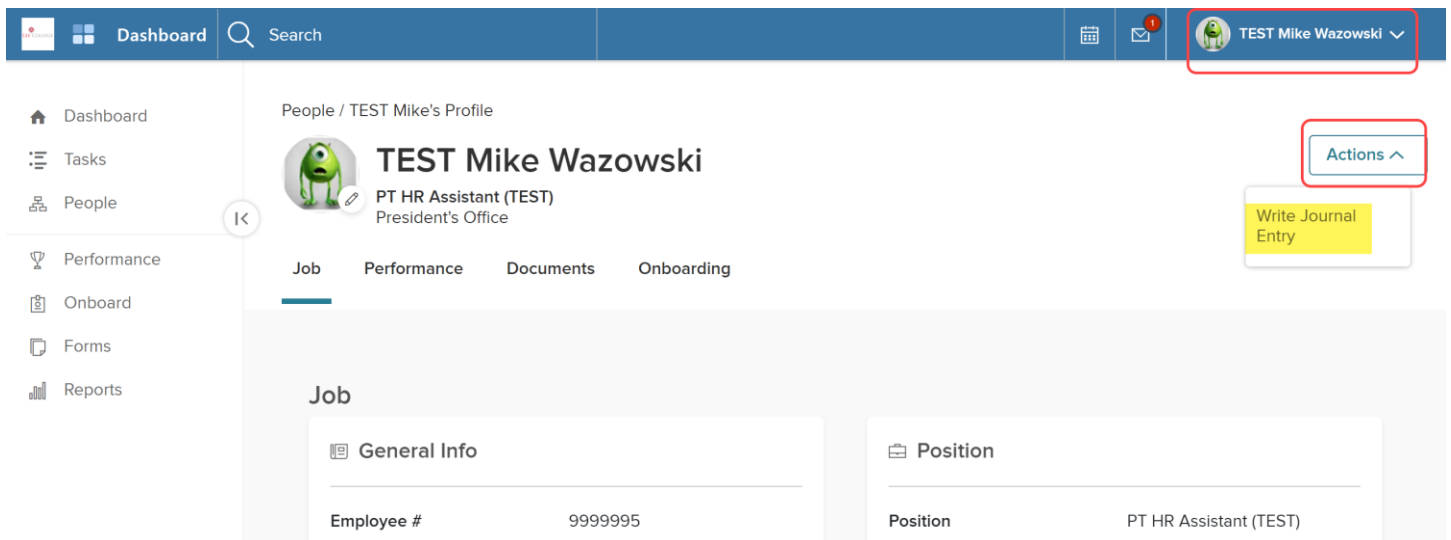 Dashboard
Search
1
TEST Mike Wazowski
Dashboard
Tasks
People
Performance
Onboard
Forms
Reports
People / TEST Mike's Profile
TEST Mike Wazowski
PT HR Assistant (TEST)
President's Office
Actions
Write Journal
Entry
Job Performance Documents Onboarding
Job
General Info
Employee # 9999995
Position
Position PT HR Assistant (TEST)